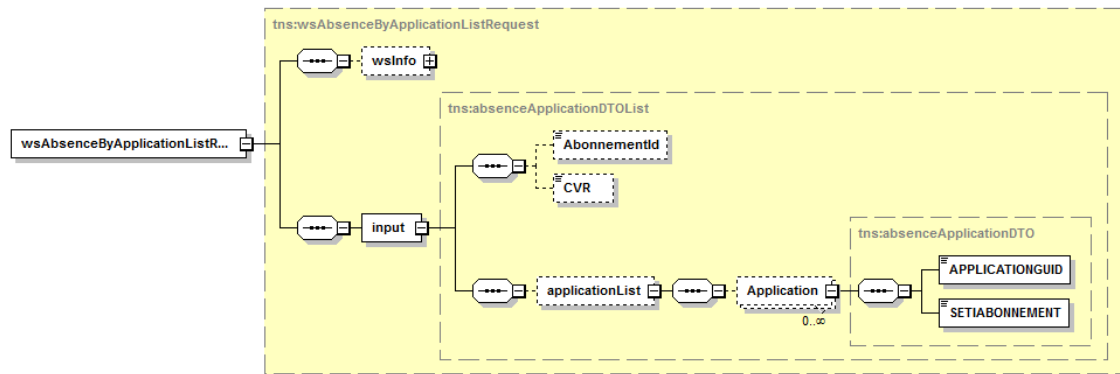 tns:wsAbsenceByApplicationListRequest
wsInfo
tns:absenceApplicationDTOList
wsAbsenceByApplicationListR...
AbonnementId
CVR
input
tns:absenceApplicationDTO
applicationList
Application
0..∞
APPLICATIONGUID
SETIABONNEMENT